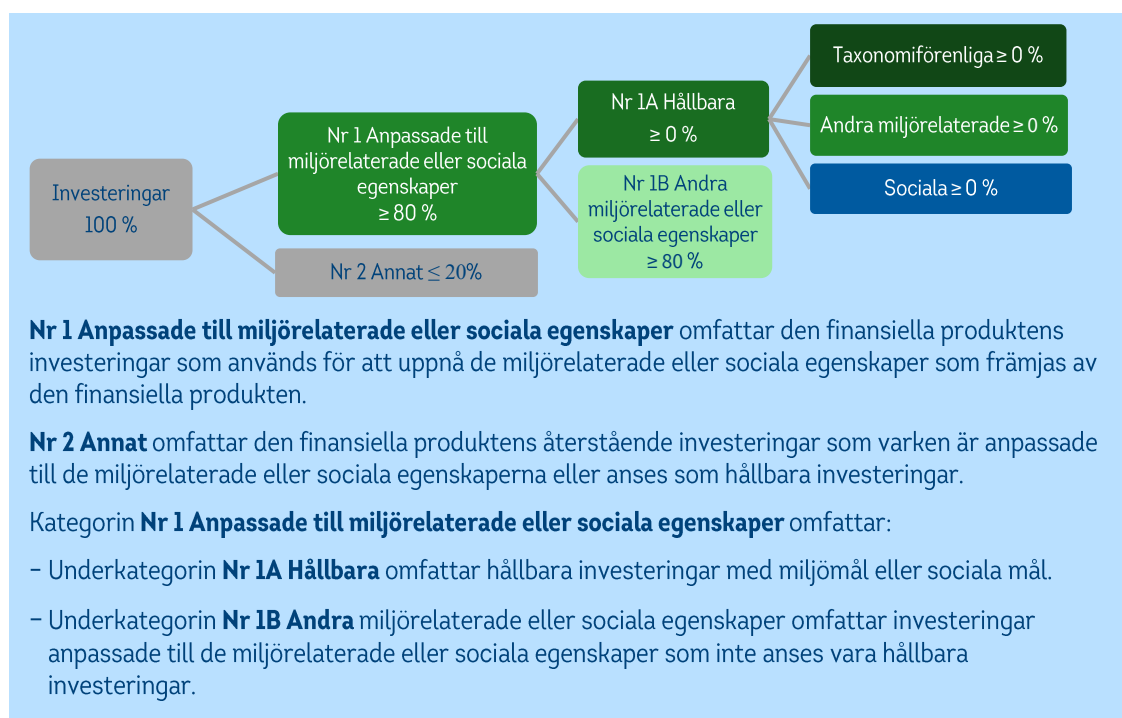 Investeringar
100 %
Nr 1 Anpassade till
miljörelaterade eller sociala
egenskaper
≥ 80 %
Nr 2 Annat ≤ 20%
Nr 1A Hållbara
≥ 0 %
Nr 1B Andra
miljörelaterade eller
sociala egenskaper
≥ 80 %
Taxonomiförenliga ≥ 0 %
Andra miljörelaterade ≥ 0 %
Sociala ≥ 0 %
Nr 1 Anpassade till miljörelaterade eller sociala egenskaper omfattar den finansiella produktens
investeringar som används för att uppnå de miljörelaterade eller sociala egenskaper som främjas av
den finansiella produkten.
Nr 2 Annat omfattar den finansiella produktens återstående investeringar som varken är anpassade
till de miljörelaterade eller sociala egenskaperna eller anses som hållbara investeringar.
Kategorin Nr 1 Anpassade till miljörelaterade eller sociala egenskaper omfattar:
– Underkategorin Nr 1A Hållbara omfattar hållbara investeringar med miljömål eller sociala mål.
– Underkategorin Nr 1B Andra miljörelaterade eller sociala egenskaper omfattar investeringar
anpassade till de miljörelaterade eller sociala egenskaper som inte anses vara hållbara
investeringar.